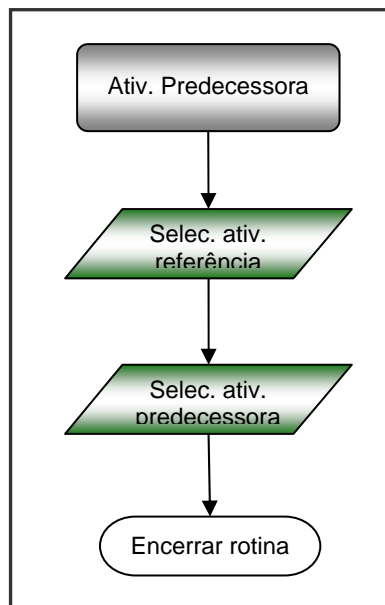 Ativ. Predecessora
Selec. ativ.
referência
Selec. ativ.
predecessora
Encerrar rotina